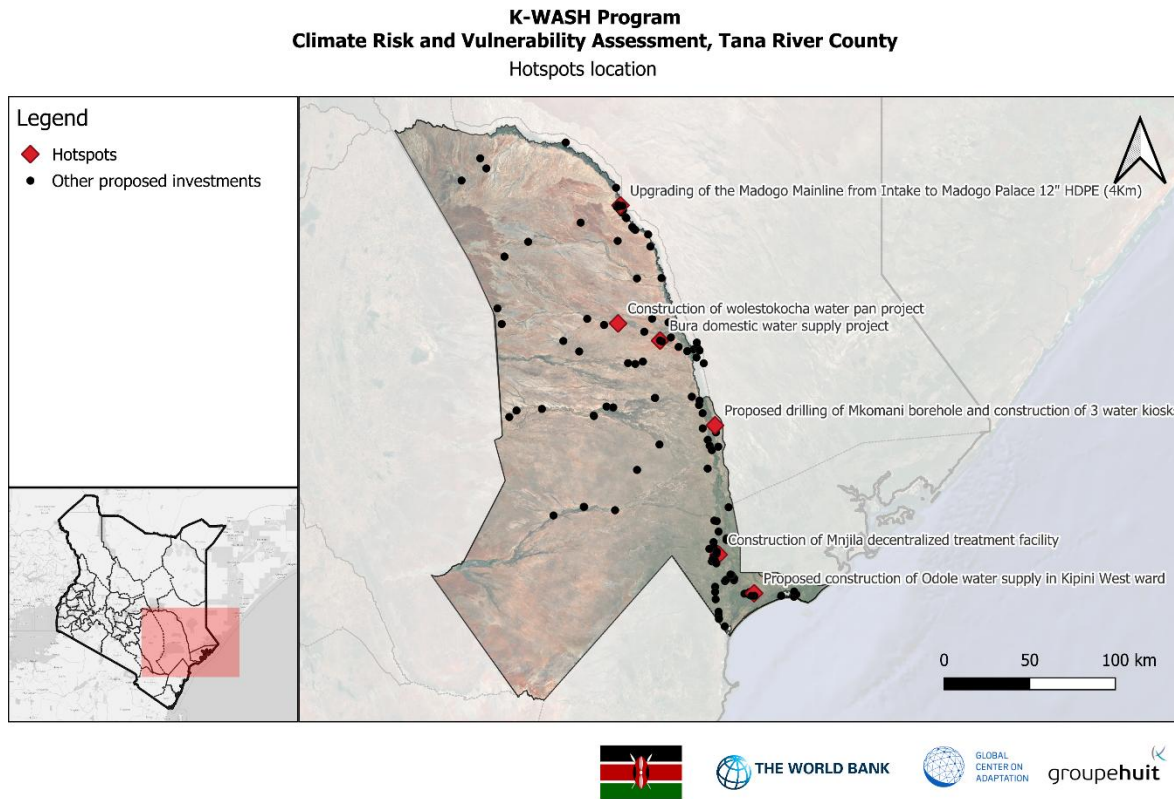 K-WASH Program
Climate Risk and Vulnerability Assessment, Tana River County
Hotspots location
Legend
Hotspots
Other proposed investments
Upgrading of the Madogo Mainline from Intake to Madogo Palace 12" HDPE (4Km)
Construction of wolestokocha water pan project
Bura domestic water supply project
Proposed drilling of Mkomani borehole and construction of 3 water kiosk
Construction of Mnjila decentralized treatment facility
Proposed construction of Odole water supply in Kipini West ward
0 50 100 km
THE WORLD BANK
GLOBAL
CENTER ON
ADAPTATION
groupehuit